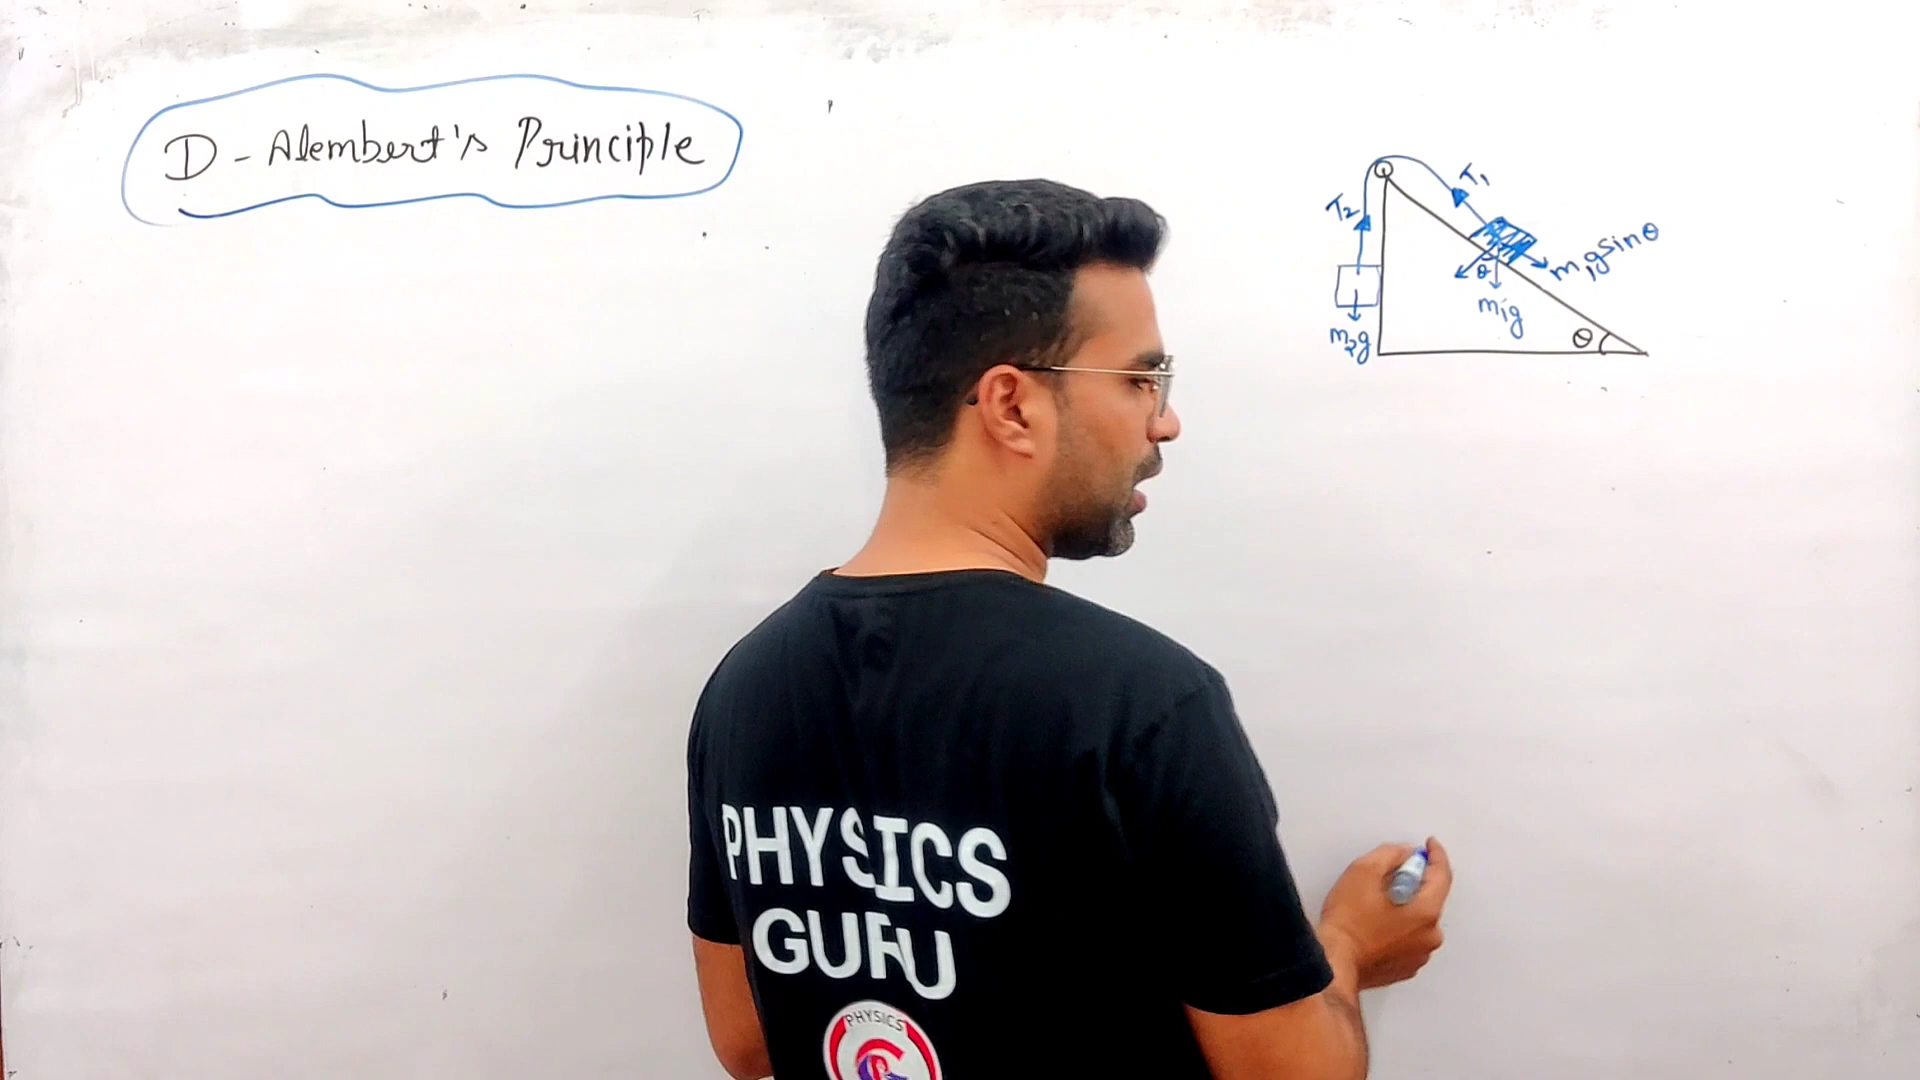 D - Alembert's Principle
T₁
T₂
m₁g sinθ
θ
m₁g
m₂g
θ
PHYSICS
GURU
PHYSICS